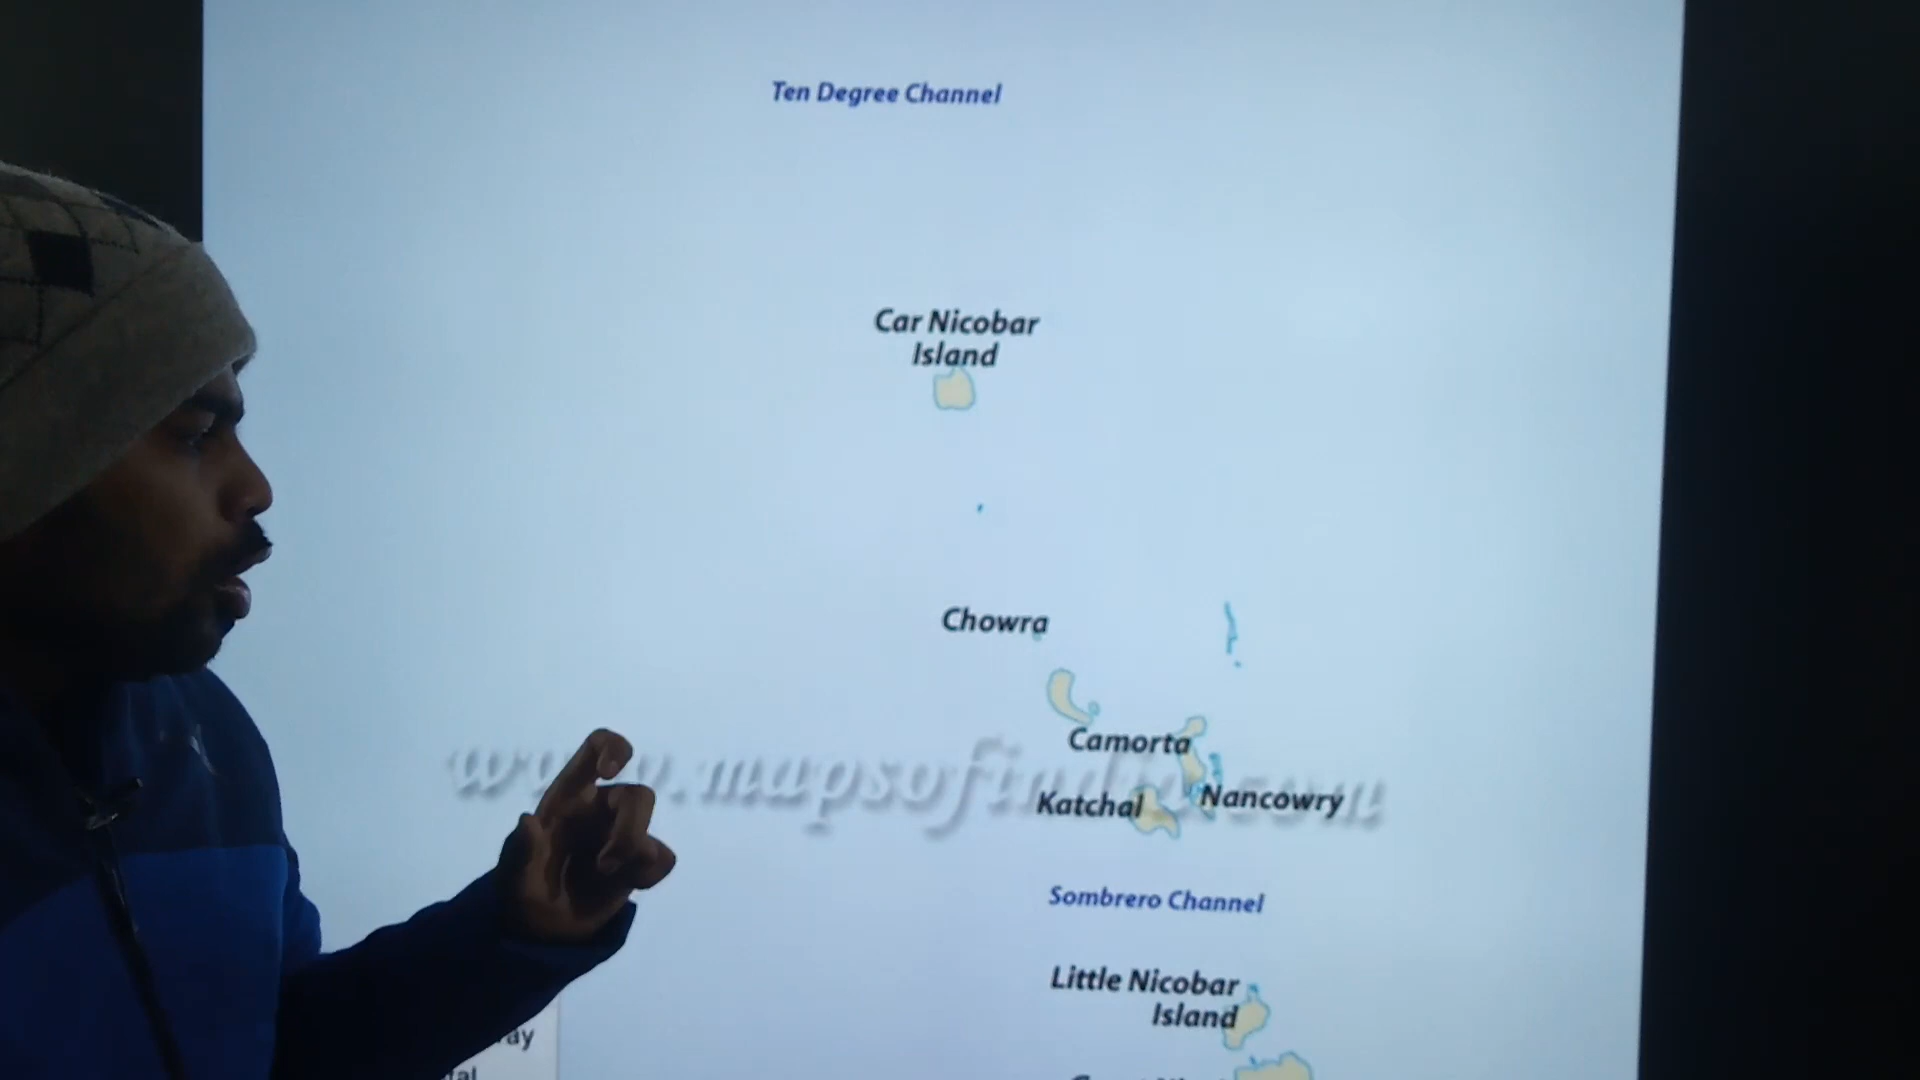 Ten Degree Channel
Car Nicobar
Island
Chowra
Camorta
Katchal
Nancowry
Sombrero Channel
Little Nicobar
Island